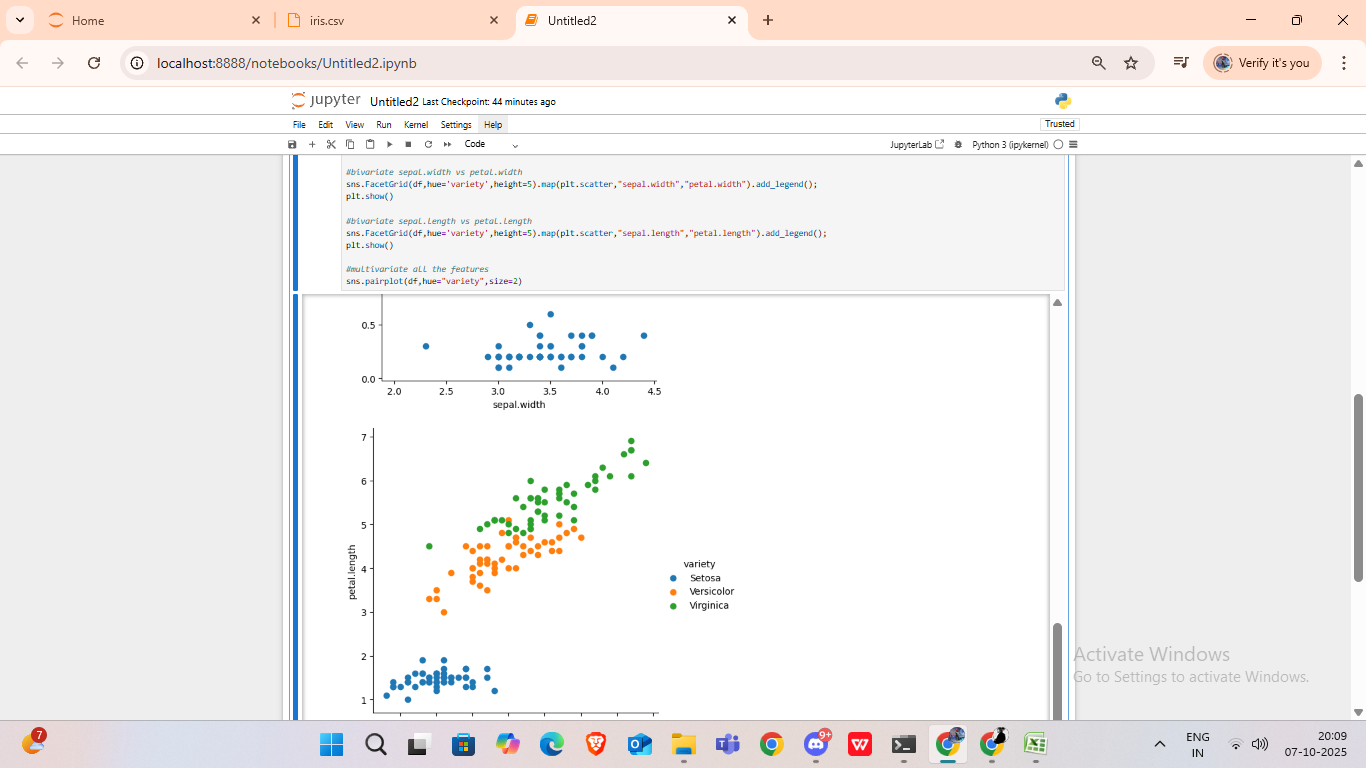 Home
iris.csv
Untitled2
localhost:8888/notebooks/Untitled2.ipynb
Verify it's you
jupyter Untitled2 Last Checkpoint: 44 minutes ago
File Edit View Run Kernel Settings Help
Trusted
Code
JupyterLab
Python 3 (ipykernel)
#bivariate sepal.width vs petal.width
sns.FacetGrid(df,hue='variety',height=5).map(plt.scatter,"sepal.width","petal.width").add_legend();
plt.show()
#bivariate sepal.length vs petal.length
sns.FacetGrid(df,hue='variety',height=5).map(plt.scatter,"sepal.length","petal.length").add_legend();
plt.show()
#multivariate all the features
sns.pairplot(df,hue="variety",size=2)
0.5
0.0
2.0 2.5 3.0 3.5 4.0 4.5
sepal.width
7
6
5
4
3
2
1
petal.length
variety
Setosa
Versicolor
Virginica
Activate Windows
Go to Settings to activate Windows.
7
9+
W
ENG
IN
20:09
07-10-2025